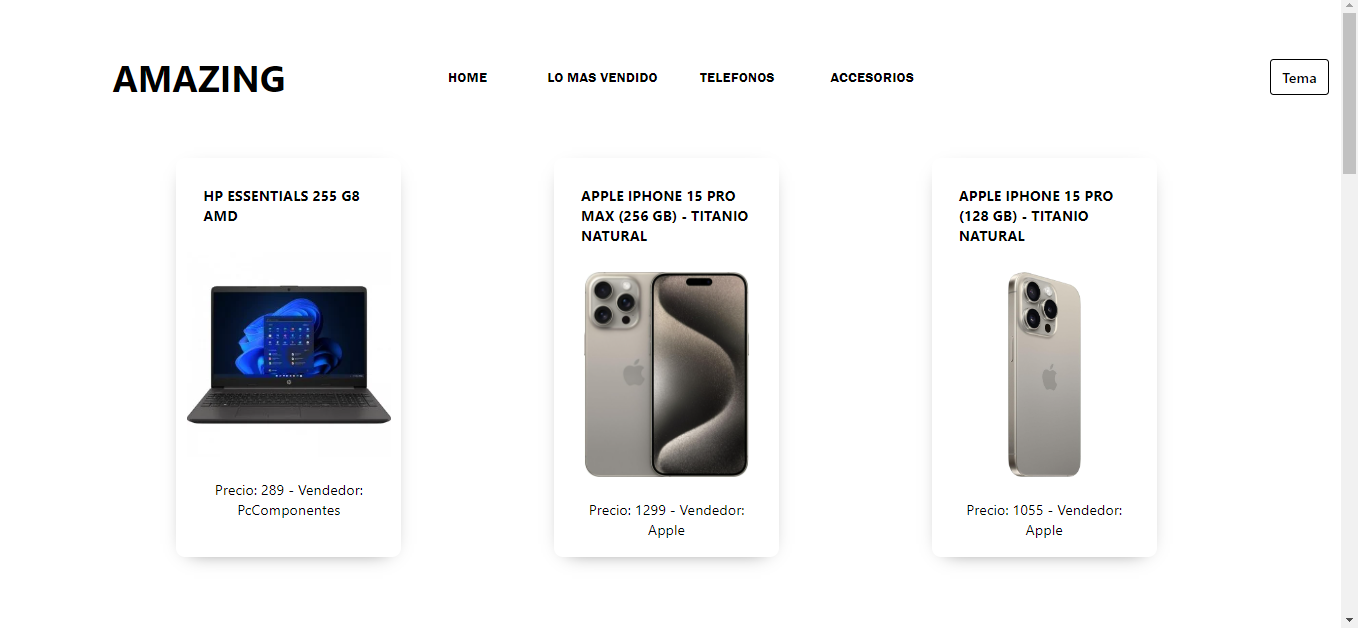 AMAZING
HOME
LO MAS VENDIDO
TELEFONOS
ACCESORIOS
Tema
HP ESSENTIALS 255 G8
AMD
Precio: 289 - Vendedor:
PcComponentes
APPLE IPHONE 15 PRO
MAX (256 GB) - TITANIO
NATURAL
Precio: 1299 - Vendedor:
Apple
APPLE IPHONE 15 PRO
(128 GB) - TITANIO
NATURAL
Precio: 1055 - Vendedor:
Apple